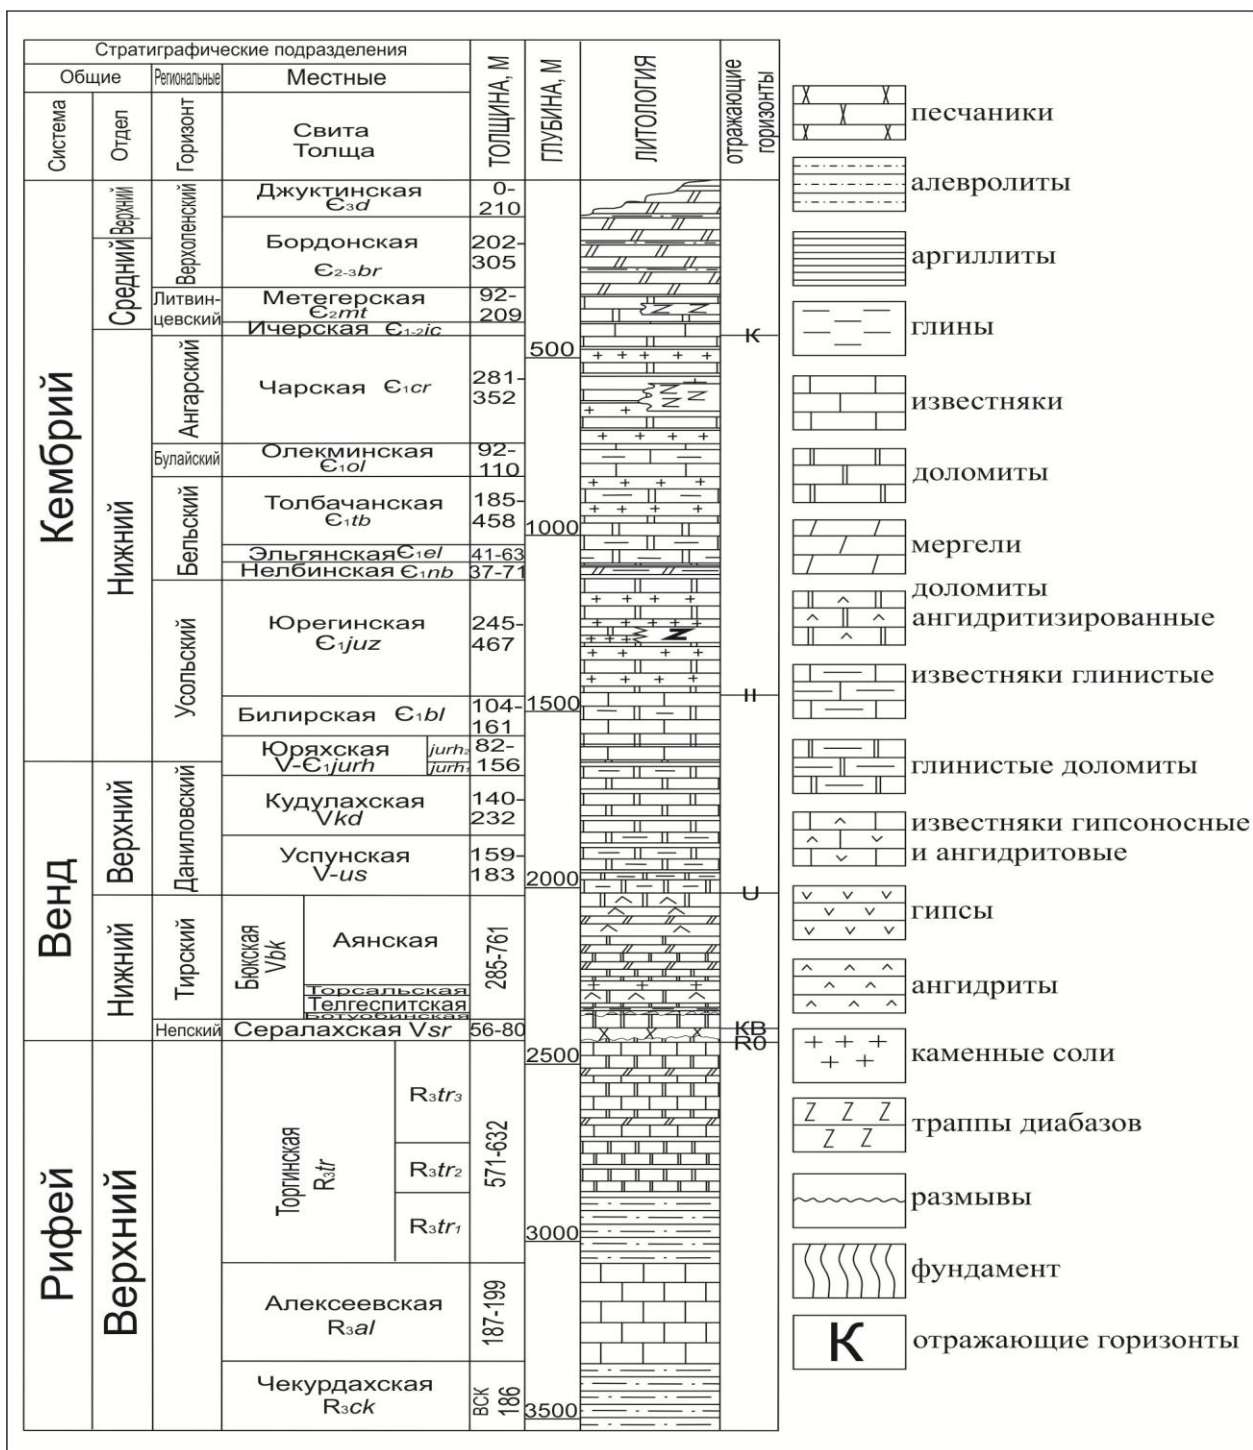 Стратиграфические подразделения
Общие
Региональные
Местные
Система
Отдел
Горизонт
Свита
Толща
ТОЛЩИНА, М
ГЛУБИНА, М
ЛИТОЛОГИЯ
отражающие
горизонты
Кембрий
Венд
Рифей
Верхний
Средний
Нижний
Верхний
Нижний
Верхний
Верхоленский
Литвин-
цевский
Ангарский
Булайский
Бельский
Усольский
Даниловский
Тирский
Непский
Джуктинская
Є₃d
0-
210
Бордонская
Є₂₋₃br
202-
305
Метегерская
Є₂mt
92-
209
Ичерская Є₁₋₂ic
Чарская Є₁cr
281-
352
Олекминская
Є₁ol
92-
110
Толбачанская
Є₁tb
185-
458
Эльгянская Є₁el
41-63
Нелбинская Є₁nb
37-71
Юрегинская
Є₁juz
245-
467
Билирская Є₁bl
104-
161
Юряхская
V-Є₁jurh
jurh₂
jurh₁
82-
156
Кудулахская
Vkd
140-
232
Успунская
V-us
159-
183
Бюкская
Vbk
Аянская
Торсальская
Телгеспитская
Ботуобинская
285-761
Сералахская Vsr
56-80
Торгинская
R₃tr
R₃tr₃
R₃tr₂
R₃tr₁
571-632
Алексеевская
R₃al
187-199
Чекурдахская
R₃ck
ВСК
186
500
1000
1500
2000
2500
3000
3500
К
II
U
КВ
R0
песчаники
алевролиты
аргиллиты
глины
известняки
доломиты
мергели
доломиты
ангидритизированные
известняки глинистые
глинистые доломиты
известняки гипсоносные
и ангидритовые
гипсы
ангидриты
каменные соли
траппы диабазов
размывы
фундамент
К
отражающие горизонты